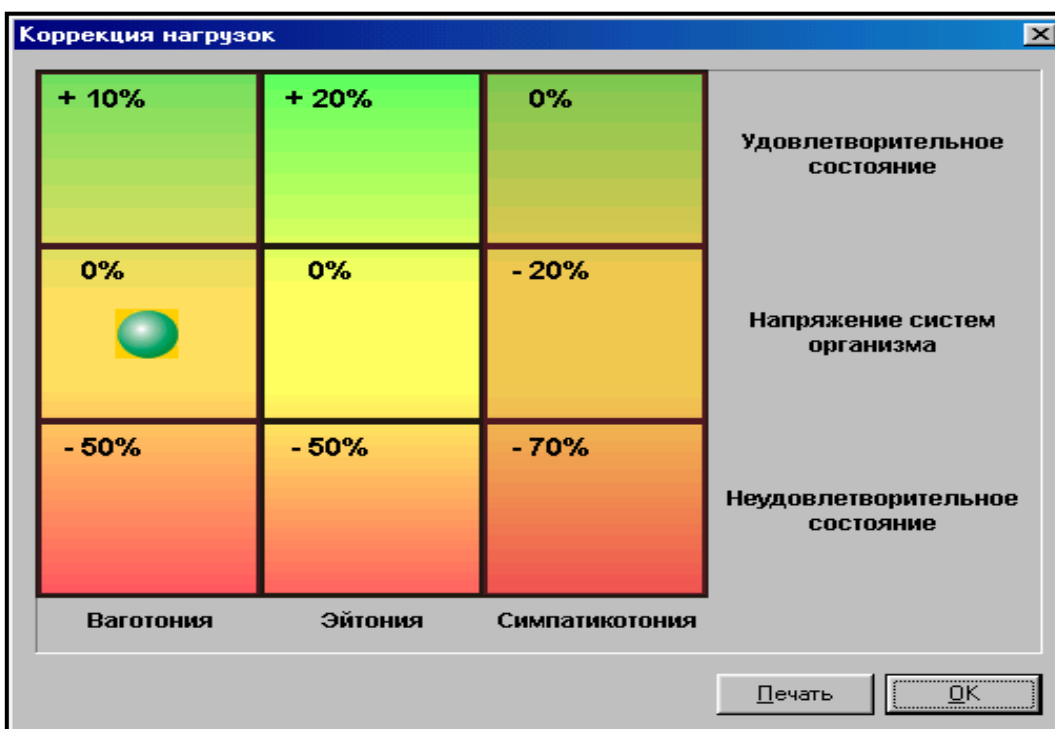 Коррекция нагрузок
+ 10%
+ 20%
0%
Удовлетворительное
состояние
0%
0%
- 20%
Напряжение систем
организма
- 50%
- 50%
- 70%
Неудовлетворительное
состояние
Ваготония
Эйтония
Симпатикотония
Печать
OK